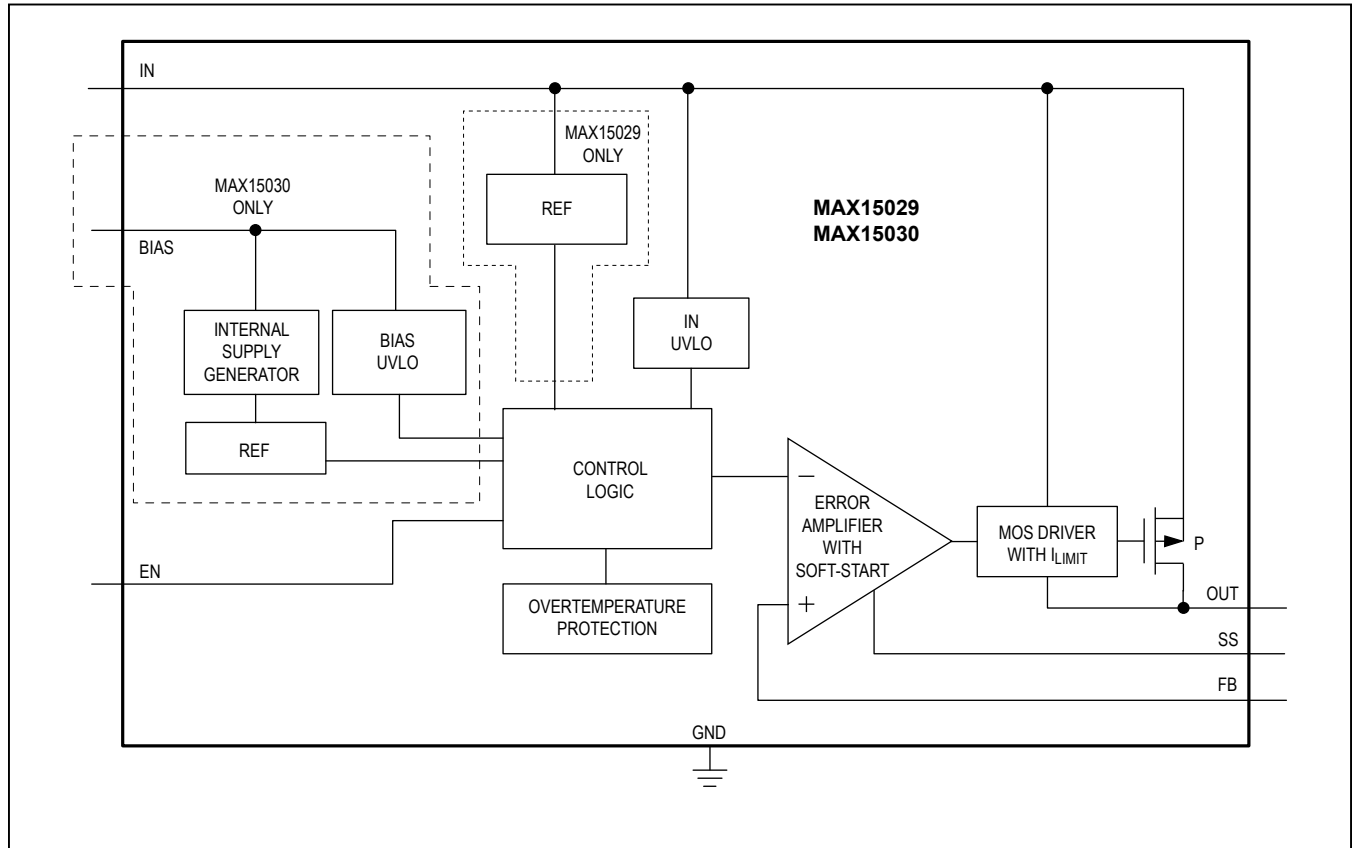 IN
MAX15029
ONLY
REF
MAX15029
MAX15030
MAX15030
ONLY
BIAS
INTERNAL
SUPPLY
GENERATOR
BIAS
UVLO
IN
UVLO
REF
CONTROL
LOGIC
−
ERROR
AMPLIFIER
WITH
SOFT-START
+
MOS DRIVER
WITH ILIMIT
P
EN
OVERTEMPERATURE
PROTECTION
OUT
SS
FB
GND